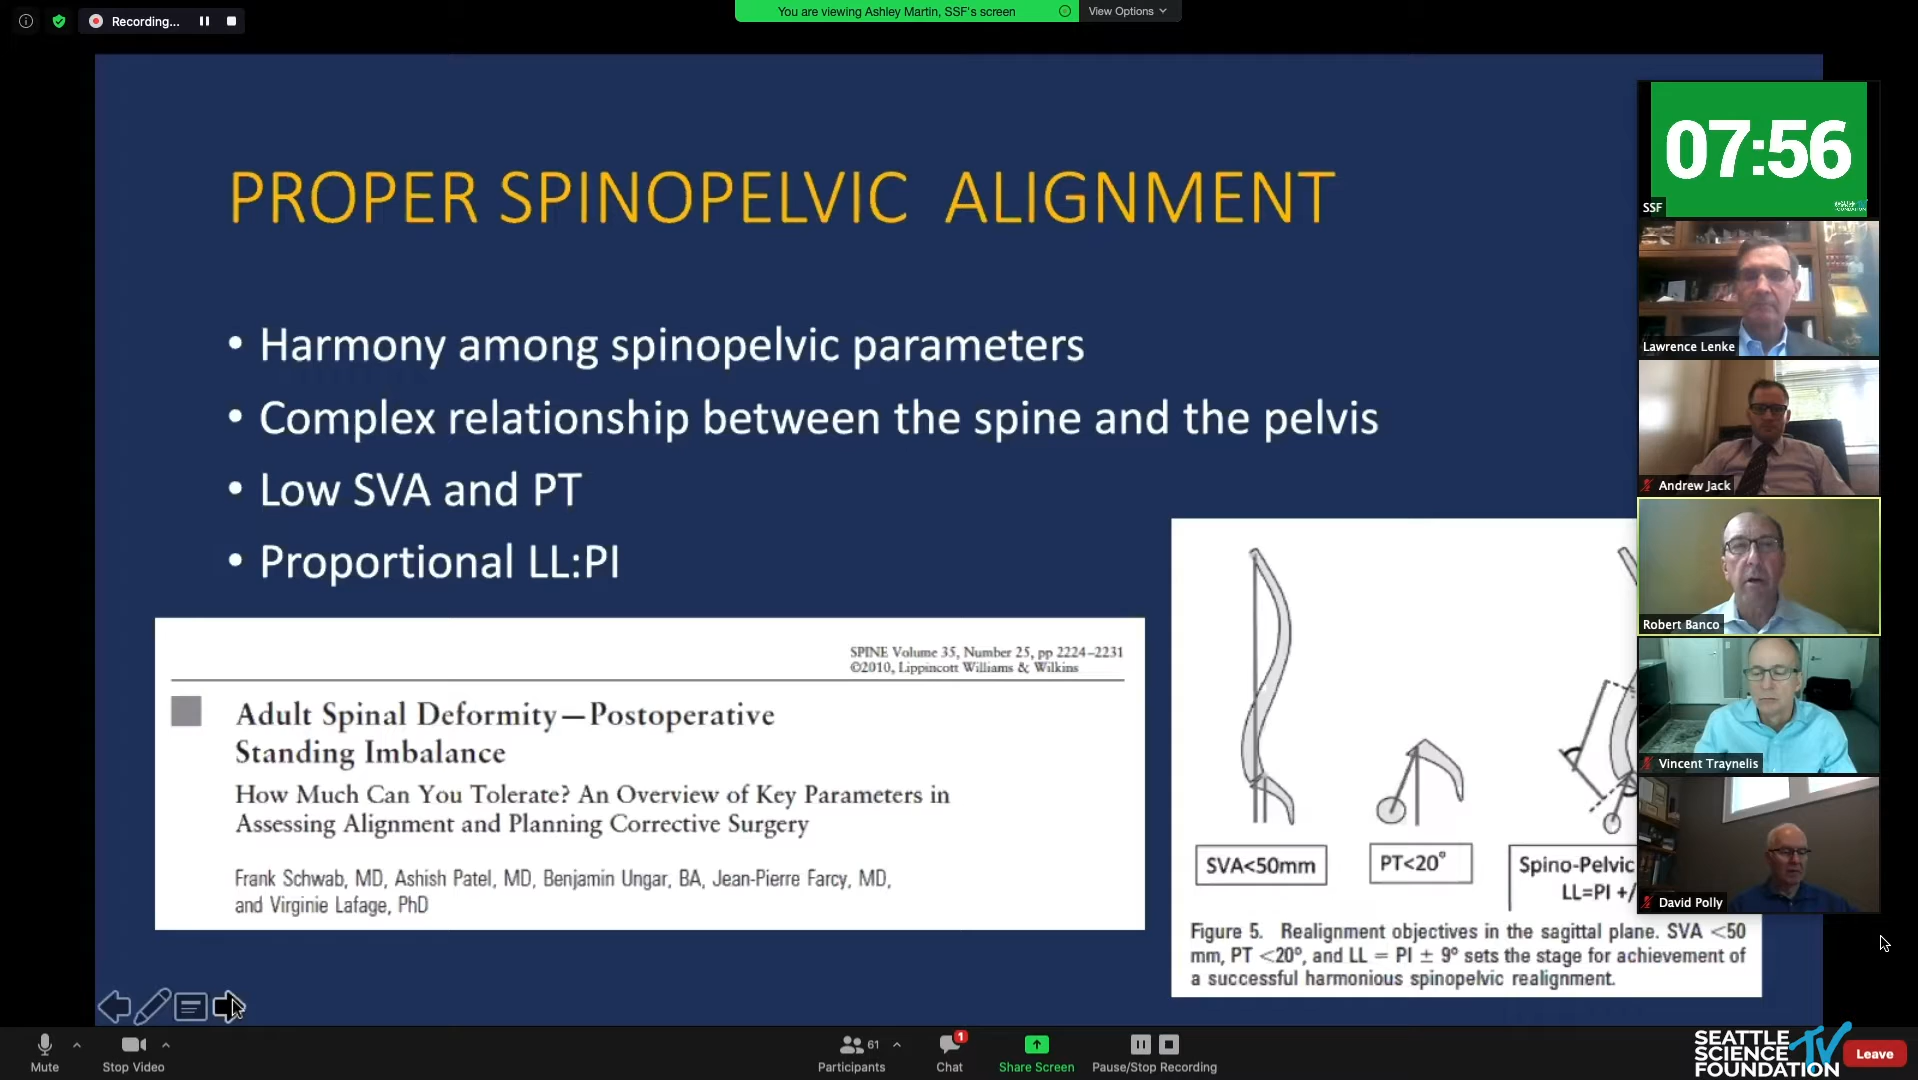 Recording...
You are viewing Ashley Martin, SSF's screen
View Options
PROPER SPINOPELVIC ALIGNMENT
• Harmony among spinopelvic parameters
• Complex relationship between the spine and the pelvis
• Low SVA and PT
• Proportional LL:PI
SPINE Volume 35, Number 25, pp 2224–2231
©2010, Lippincott Williams & Wilkins
Adult Spinal Deformity—Postoperative
Standing Imbalance
How Much Can You Tolerate? An Overview of Key Parameters in
Assessing Alignment and Planning Corrective Surgery
Frank Schwab, MD, Ashish Patel, MD, Benjamin Ungar, BA, Jean-Pierre Farcy, MD,
and Virginie Lafage, PhD
SVA<50mm
PT<20°
Spino-Pelvic
LL=PI +/
Figure 5. Realignment objectives in the sagittal plane. SVA <50
mm, PT <20°, and LL = PI ± 9° sets the stage for achievement of
a successful harmonious spinopelvic realignment.
07:56
SSF
Lawrence Lenke
Andrew Jack
Robert Banco
Vincent Traynelis
David Polly
Mute
Stop Video
61
Participants
1
Chat
Share Screen
Pause/Stop Recording
SEATTLE
SCIENCE
FOUNDATION
TV
Leave